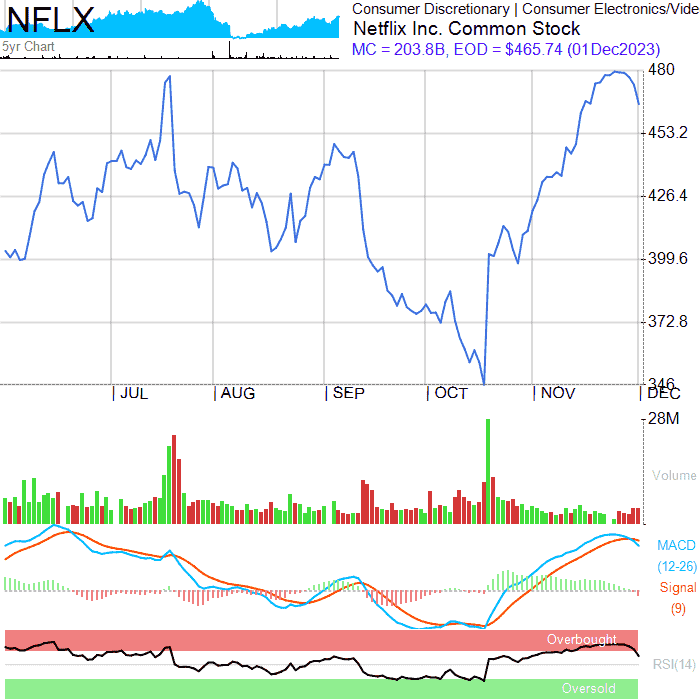 NFLX
5yr Chart
Consumer Discretionary | Consumer Electronics/Vide
Netflix Inc. Common Stock
MC = 203.8B, EOD = $465.74 (01Dec2023)
480
453.2
426.4
399.6
372.8
346
JUL AUG SEP OCT NOV DEC
28M
Volume
MACD
(12-26)
Signal
(9)
Overbought
RSI(14)
Oversold